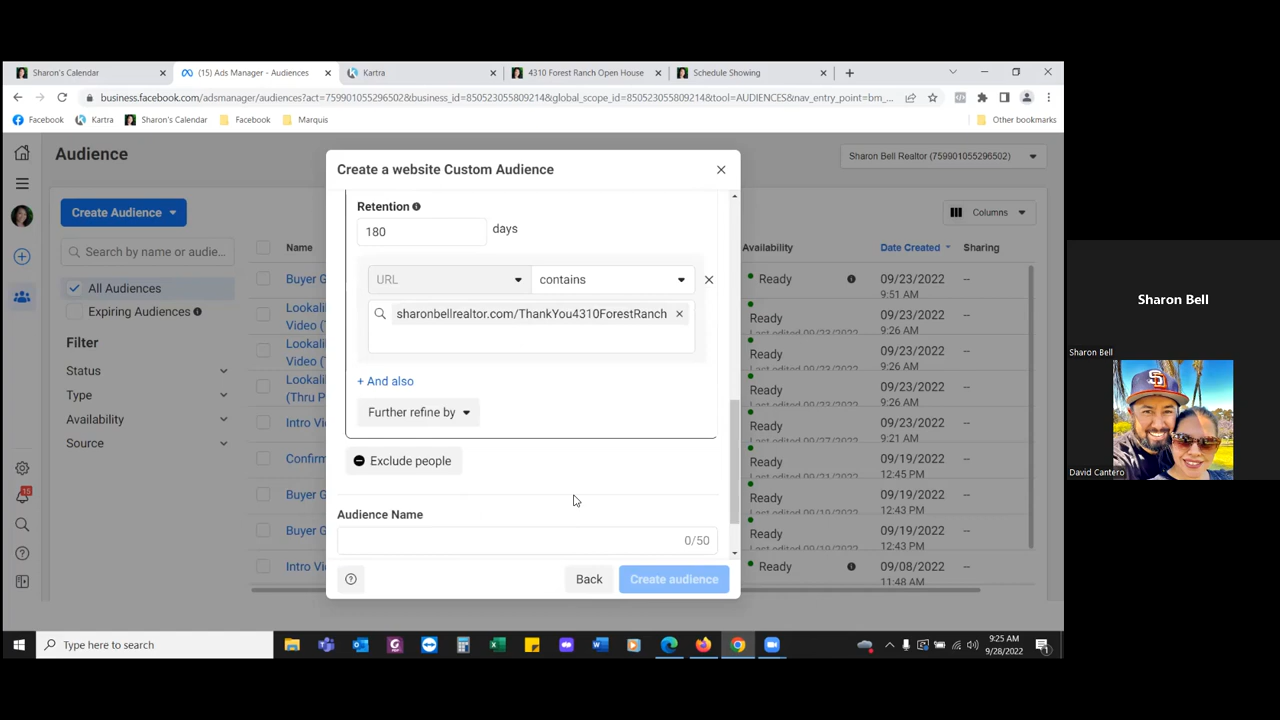 Sharon's Calendar
(15) Ads Manager - Audiences
Kartra
4310 Forest Ranch Open House
Schedule Showing
business.facebook.com/adsmanager/audiences?act=759901055296502&business_id=850523055809214&global_scope_id=850523055809214&tool=AUDIENCES&nav_entry_point=bm_...
Facebook
Kartra
Sharon's Calendar
Facebook
Marquis
Other bookmarks
Audience
Sharon Bell Realtor (759901055296502)
Create Audience
Columns
Search by name or audie...
Name
Availability
Date Created
Sharing
All Audiences
Expiring Audiences
Filter
Status
Type
Availability
Source
15
Buyer G
Lookali
Video (
Lookali
Video (
Lookali
(Thru P
Intro Vi
Confirm
Buyer G
Buyer G
Intro Vi
Create a website Custom Audience
Retention
180
days
URL
contains
sharonbellrealtor.com/ThankYou4310ForestRanch
+ And also
Further refine by
Exclude people
Audience Name
0/50
Back
Create audience
Ready
09/23/2022
--
9:51 AM
Ready
09/23/2022
--
9:26 AM
Ready
09/23/2022
--
9:26 AM
Ready
09/23/2022
--
9:26 AM
Ready
09/23/2022
--
9:21 AM
Ready
09/19/2022
--
12:45 PM
Ready
09/19/2022
--
12:43 PM
Ready
09/19/2022
--
12:43 PM
Ready
09/08/2022
--
11:48 AM
Type here to search
9:25 AM
9/28/2022
Sharon Bell
Sharon Bell
David Cantero